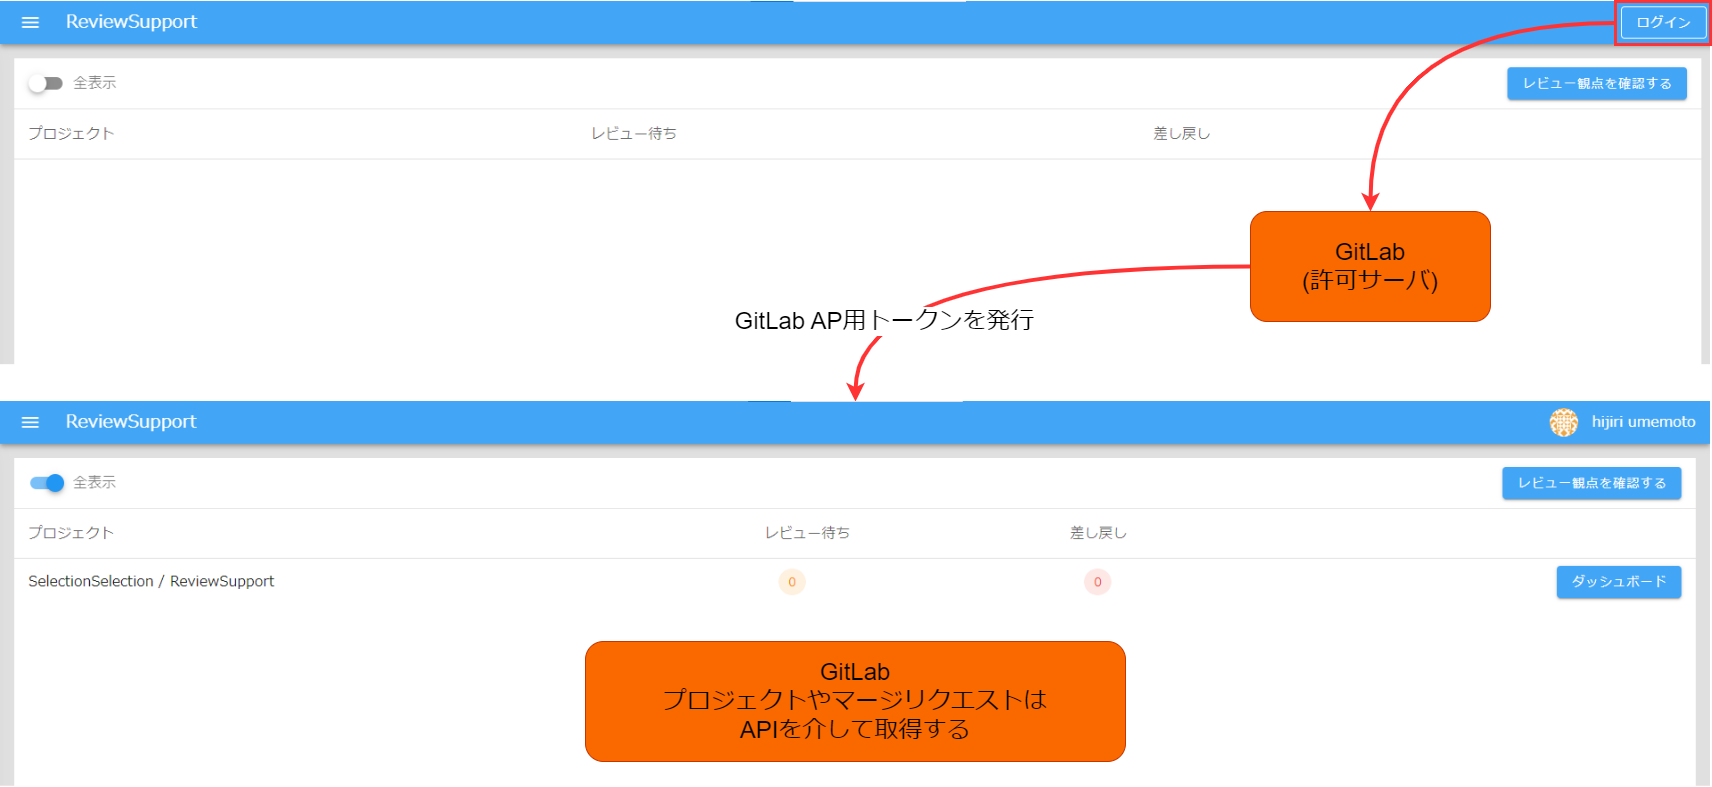 ReviewSupport
ログイン
全表示
レビュー観点を確認する
プロジェクト
レビュー待ち
差し戻し
GitLab
(許可サーバ)
GitLab AP用トークンを発行
ReviewSupport
hijiri umemoto
全表示
レビュー観点を確認する
プロジェクト
レビュー待ち
差し戻し
SelectionSelection / ReviewSupport
0
0
ダッシュボード
GitLab
プロジェクトやマージリクエストは
APIを介して取得する